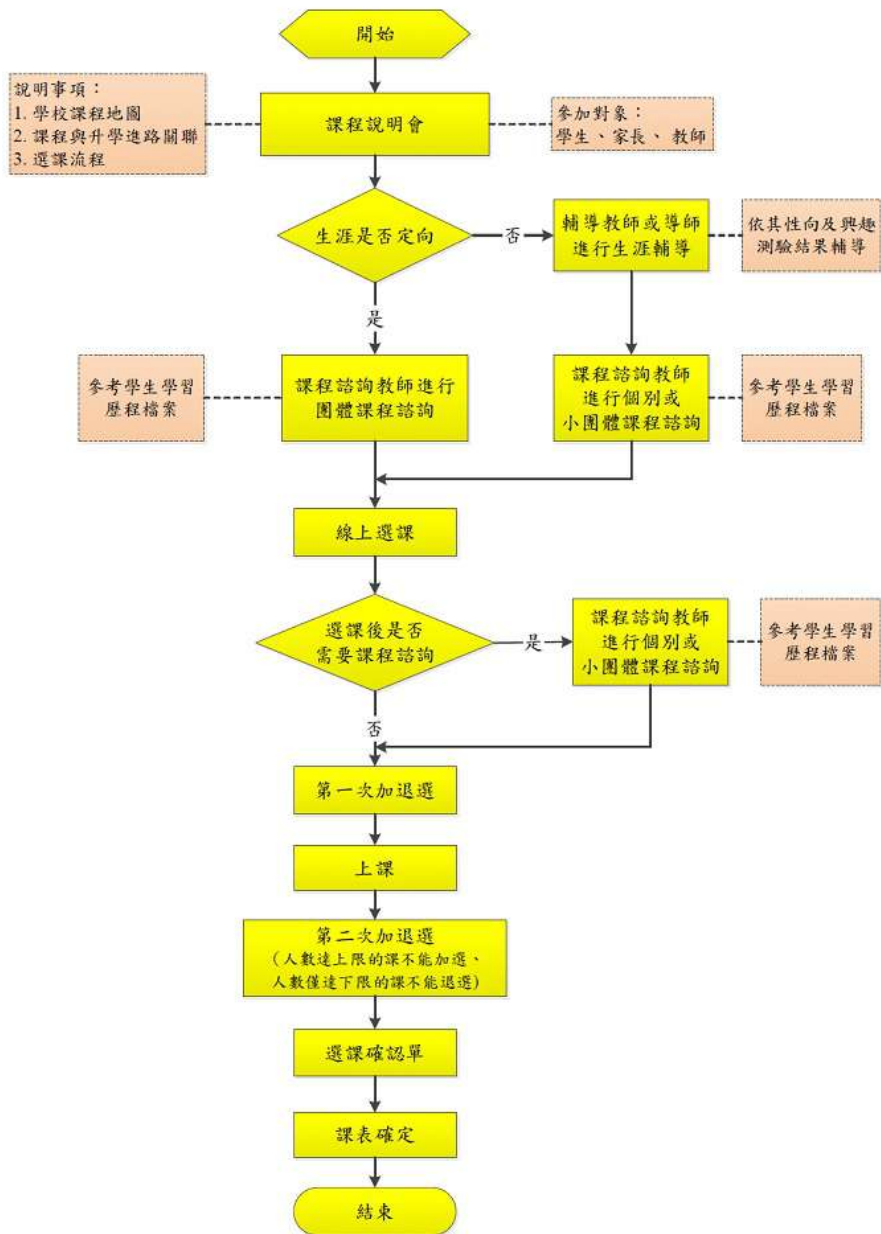 開始
說明事項：
1. 學校課程地圖
2. 課程與升學進路關聯
3. 選課流程
課程說明會
參加對象：
學生、家長、教師
生涯是否定向
否
輔導教師或導師
進行生涯輔導
依其性向及興趣
測驗結果輔導
是
參考學生學習
歷程檔案
課程諮詢教師進行
團體課程諮詢
課程諮詢教師
進行個別或
小團體課程諮詢
參考學生學習
歷程檔案
線上選課
選課後是否
需要課程諮詢
是
課程諮詢教師
進行個別或
小團體課程諮詢
參考學生學習
歷程檔案
否
第一次加退選
上課
第二次加退選
（人數達上限的課不能加選、
人數僅達下限的課不能退選)
選課確認單
課表確定
結束